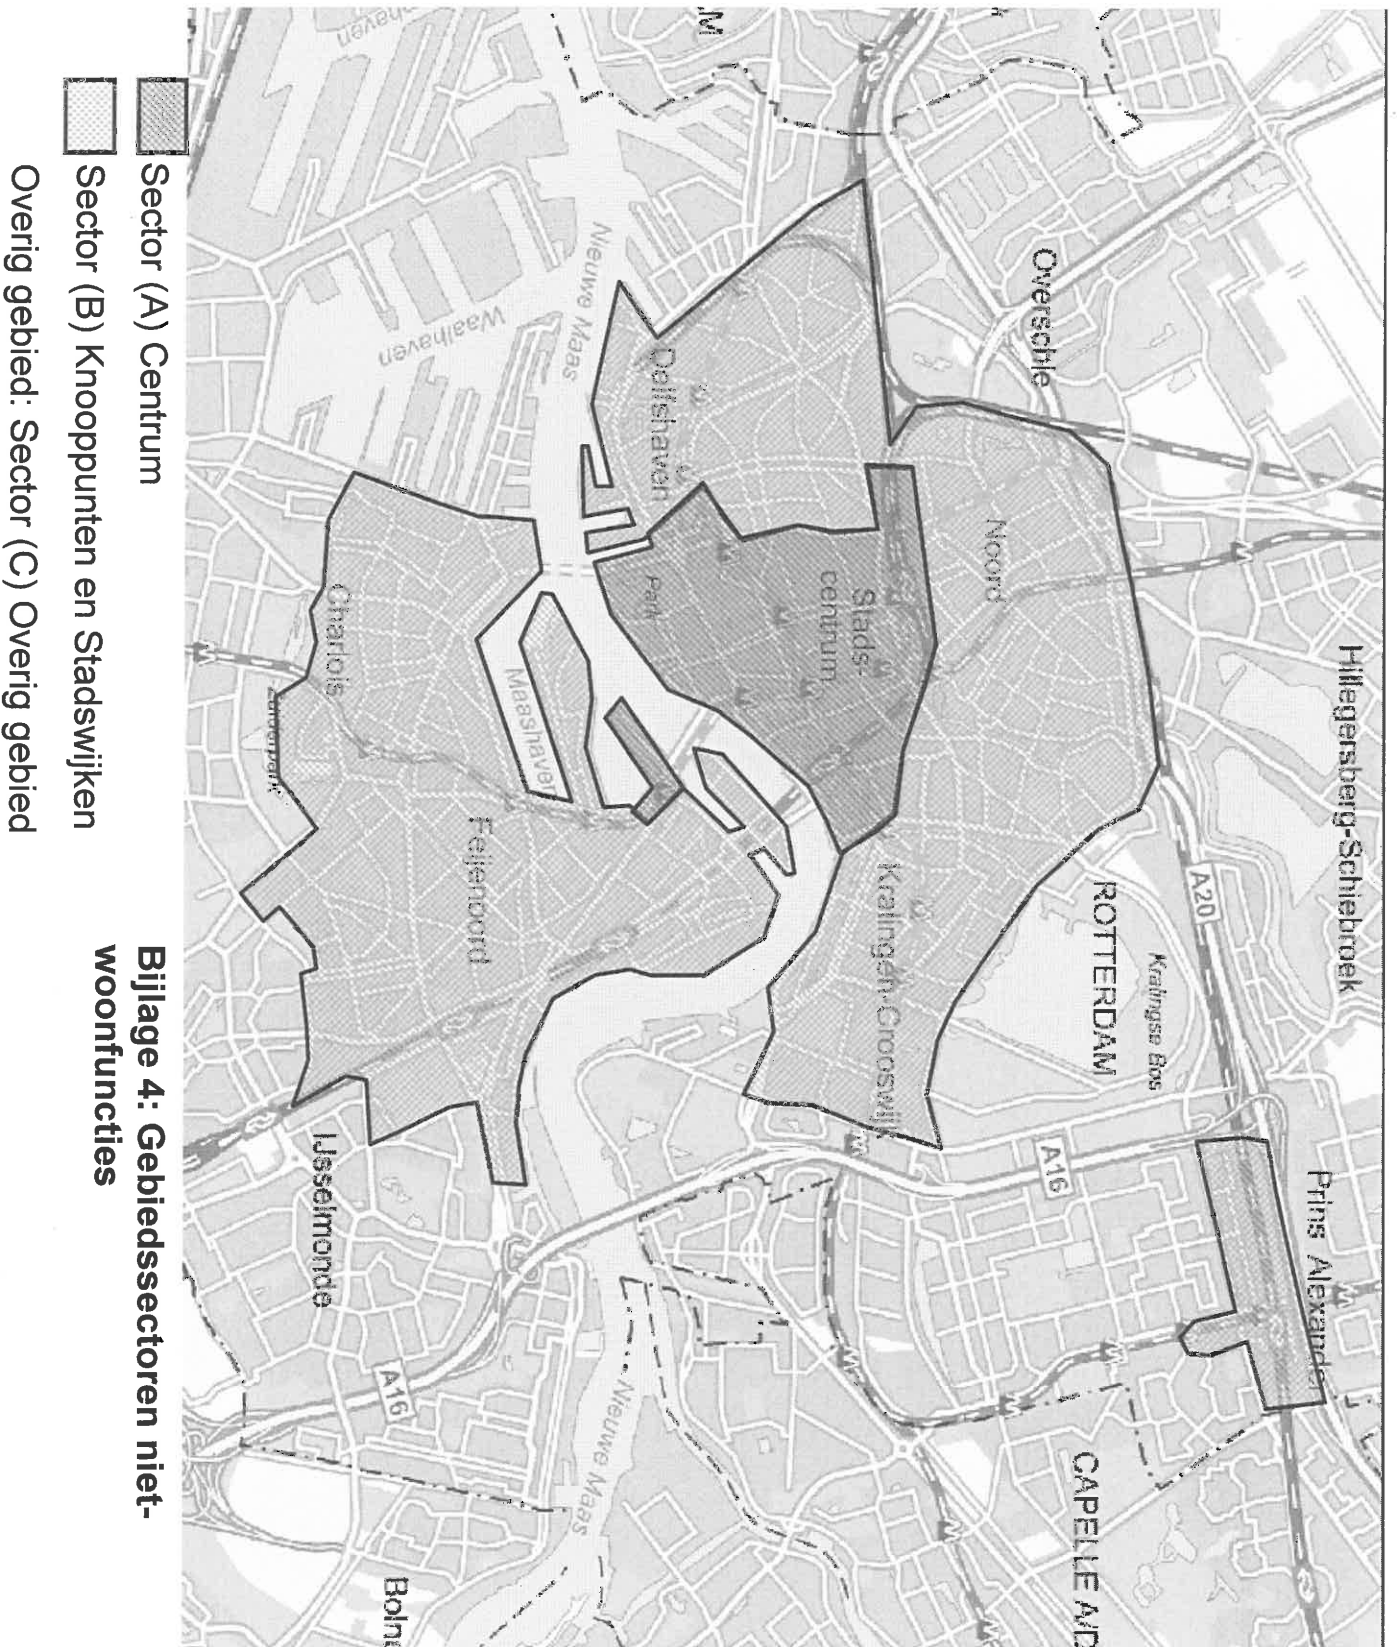 Hillegersberg-Schiebroek
Prins Alexander
Overschie
A20
Kralingse Bos
ROTTERDAM
A16
CAPELLE A/D
Noord
Kralingen-Crooswijk
Stads-
centrum
Delfshaven
Park
Nieuwe Maas
Nieuwe Maas
Maashaven
Waalhaven
Feijenoord
Charlois
Zuiderpark
IJsselmonde
A16
Boln
Sector (A) Centrum
Sector (B) Knooppunten en Stadswijken
Overig gebied: Sector (C) Overig gebied
Bijlage 4: Gebiedssectoren niet-
woonfuncties